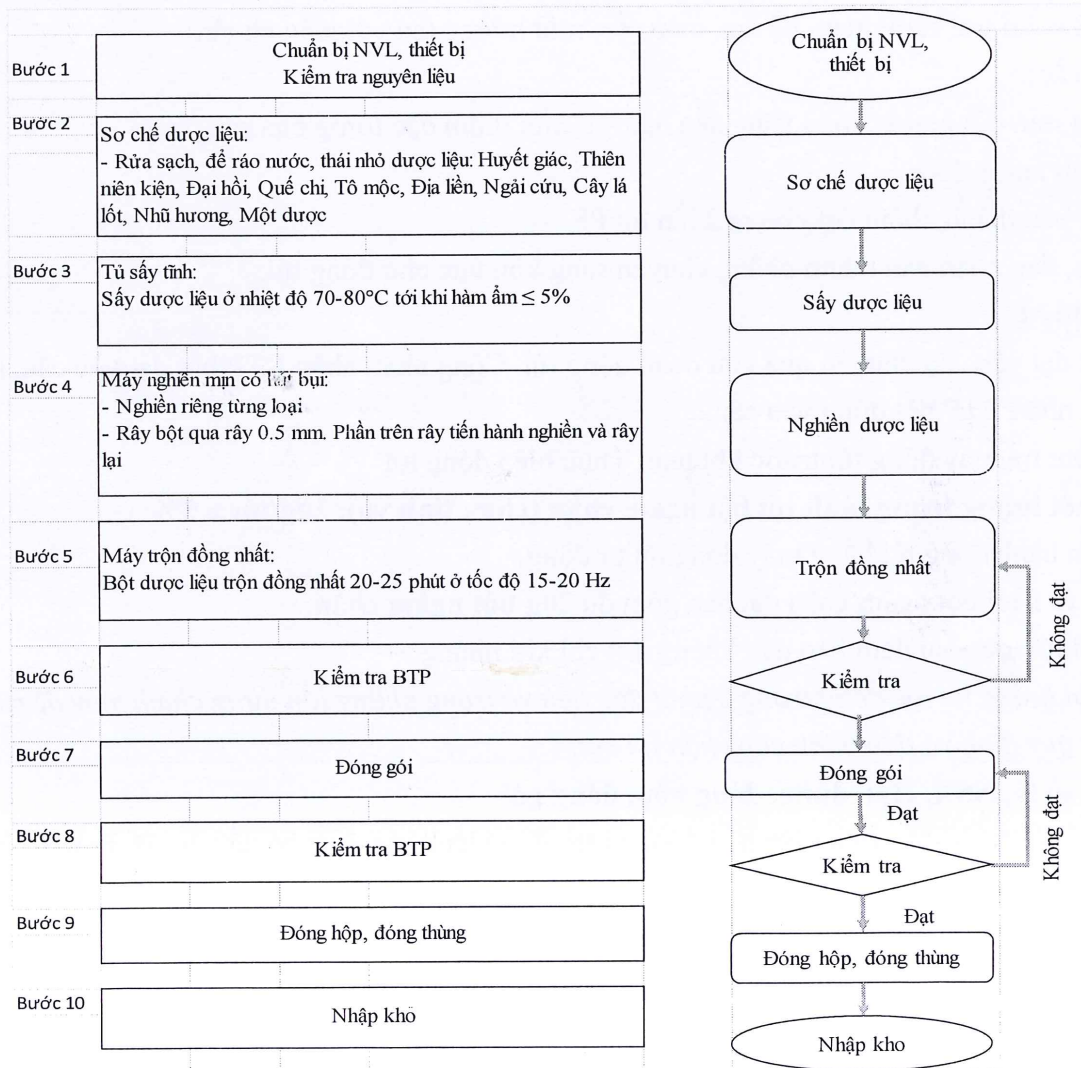 Bước 1
Chuẩn bị NVL, thiết bị
Kiểm tra nguyên liệu
Bước 2
Sơ chế dược liệu:
- Rửa sạch, để ráo nước, thái nhỏ dược liệu: Huyết giác, Thiên
niên kiện, Đại hồi, Quế chi, Tô mộc, Địa liền, Ngải cứu, Cây lá
lốt, Nhũ hương, Một dược
Bước 3
Tủ sấy tĩnh:
Sấy dược liệu ở nhiệt độ 70-80°C tới khi hàm ẩm ≤ 5%
Bước 4
Máy nghiền mịn có hút bụi:
- Nghiền riêng từng loại
- Rây bột qua rây 0.5 mm. Phần trên rây tiến hành nghiền và rây
lại
Bước 5
Máy trộn đồng nhất:
Bột dược liệu trộn đồng nhất 20-25 phút ở tốc độ 15-20 Hz
Bước 6
Kiểm tra BTP
Bước 7
Đóng gói
Bước 8
Kiểm tra BTP
Bước 9
Đóng hộp, đóng thùng
Bước 10
Nhập kho
Chuẩn bị NVL,
thiết bị
Sơ chế dược liệu
Sấy dược liệu
Nghiền dược liệu
Trộn đồng nhất
Không đạt
Kiểm tra
Đóng gói
Đạt
Không đạt
Kiểm tra
Đạt
Đóng hộp, đóng thùng
Nhập kho